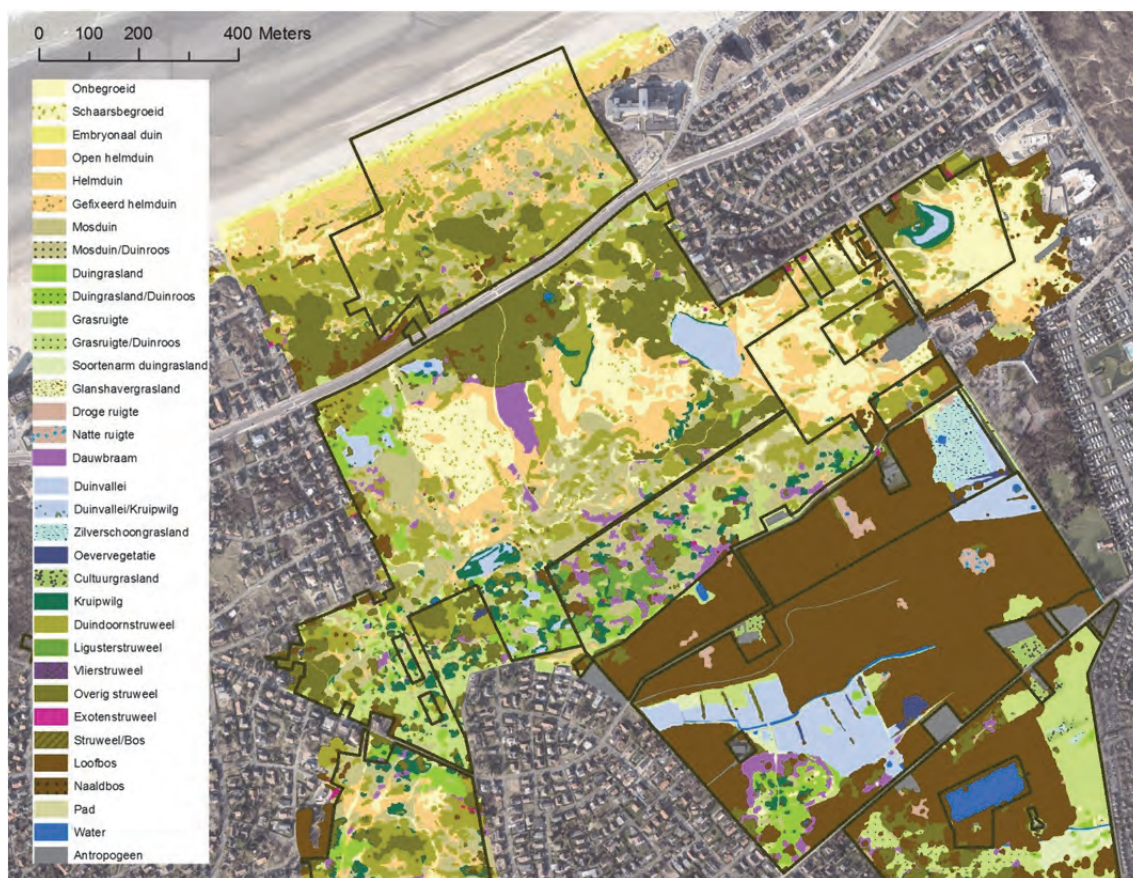 0 100 200 400 Meters
Onbegroeid
Schaarsbegroeid
Embryonaal duin
Open helmduin
Helmduin
Gefixeerd helmduin
Mosduin
Mosduin/Duinroos
Duingrasland
Duingrasland/Duinroos
Grasruigte
Grasruigte/Duinroos
Soortenarm duingrasland
Glanshavergrasland
Droge ruigte
Natte ruigte
Dauwbraam
Duinvallei
Duinvallei/Kruipwilg
Zilverschoongrasland
Oevervegetatie
Cultuurgrasland
Kruipwilg
Duindoornstruweel
Ligusterstruweel
Vlierstruweel
Overig struweel
Exotenstruweel
Struweel/Bos
Loofbos
Naaldbos
Pad
Water
Antropogeen